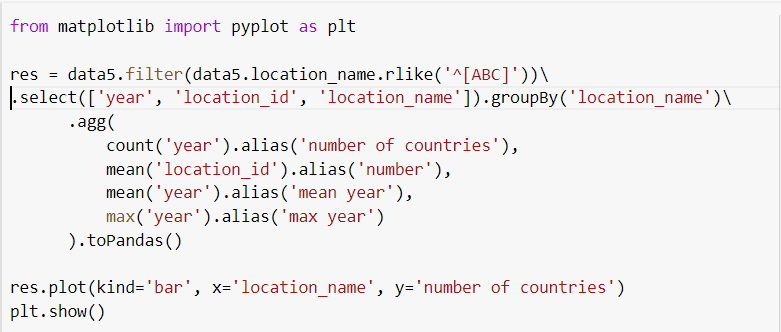 from matplotlib import pyplot as plt
res = data5.filter(data5.location_name.rlike('^[ABC]'))\
.select(['year', 'location_id', 'location_name']).groupBy('location_name')\
.agg(
count('year').alias('number of countries'),
mean('location_id').alias('number'),
mean('year').alias('mean year'),
max('year').alias('max year')
).toPandas()
res.plot(kind='bar', x='location_name', y='number of countries')
plt.show()